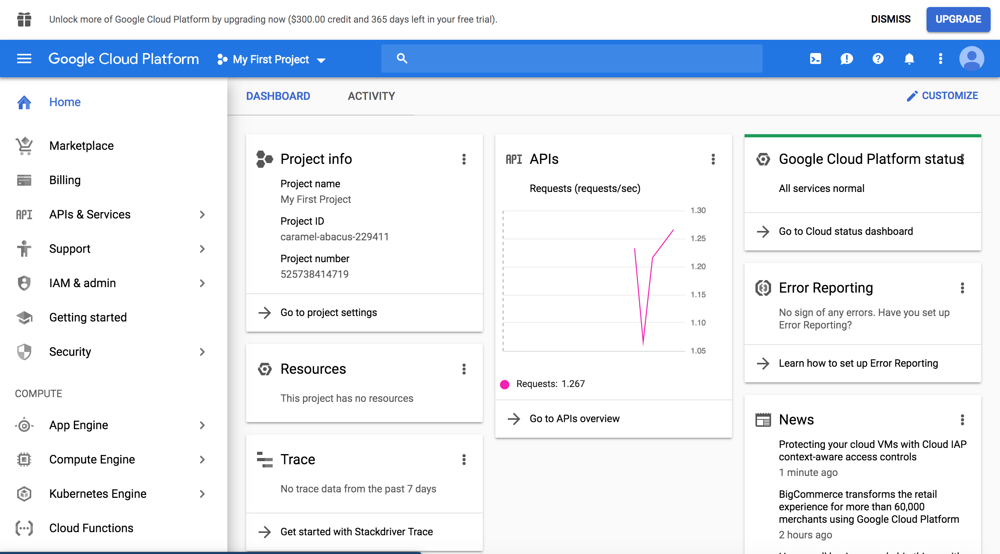 Unlock more of Google Cloud Platform by upgrading now ($300.00 credit and 365 days left in your free trial).
DISMISS
UPGRADE
Google Cloud Platform
My First Project
Home
Marketplace
Billing
API
APIs & Services
Support
IAM & admin
Getting started
Security
COMPUTE
App Engine
Compute Engine
Kubernetes Engine
Cloud Functions
DASHBOARD
ACTIVITY
CUSTOMIZE
Project info
Project name
My First Project
Project ID
caramel-abacus-229411
Project number
525738414719
Go to project settings
Resources
This project has no resources
Trace
No trace data from the past 7 days
Get started with Stackdriver Trace
API
APIs
Requests (requests/sec)
1.30
1.25
1.20
1.15
1.10
1.05
Requests: 1.267
Go to APIs overview
Google Cloud Platform status
All services normal
Go to Cloud status dashboard
Error Reporting
No sign of any errors. Have you set up
Error Reporting?
Learn how to set up Error Reporting
News
Protecting your cloud VMs with Cloud IAP
context-aware access controls
1 minute ago
BigCommerce transforms the retail
experience for more than 60,000
merchants using Google Cloud Platform
2 hours ago